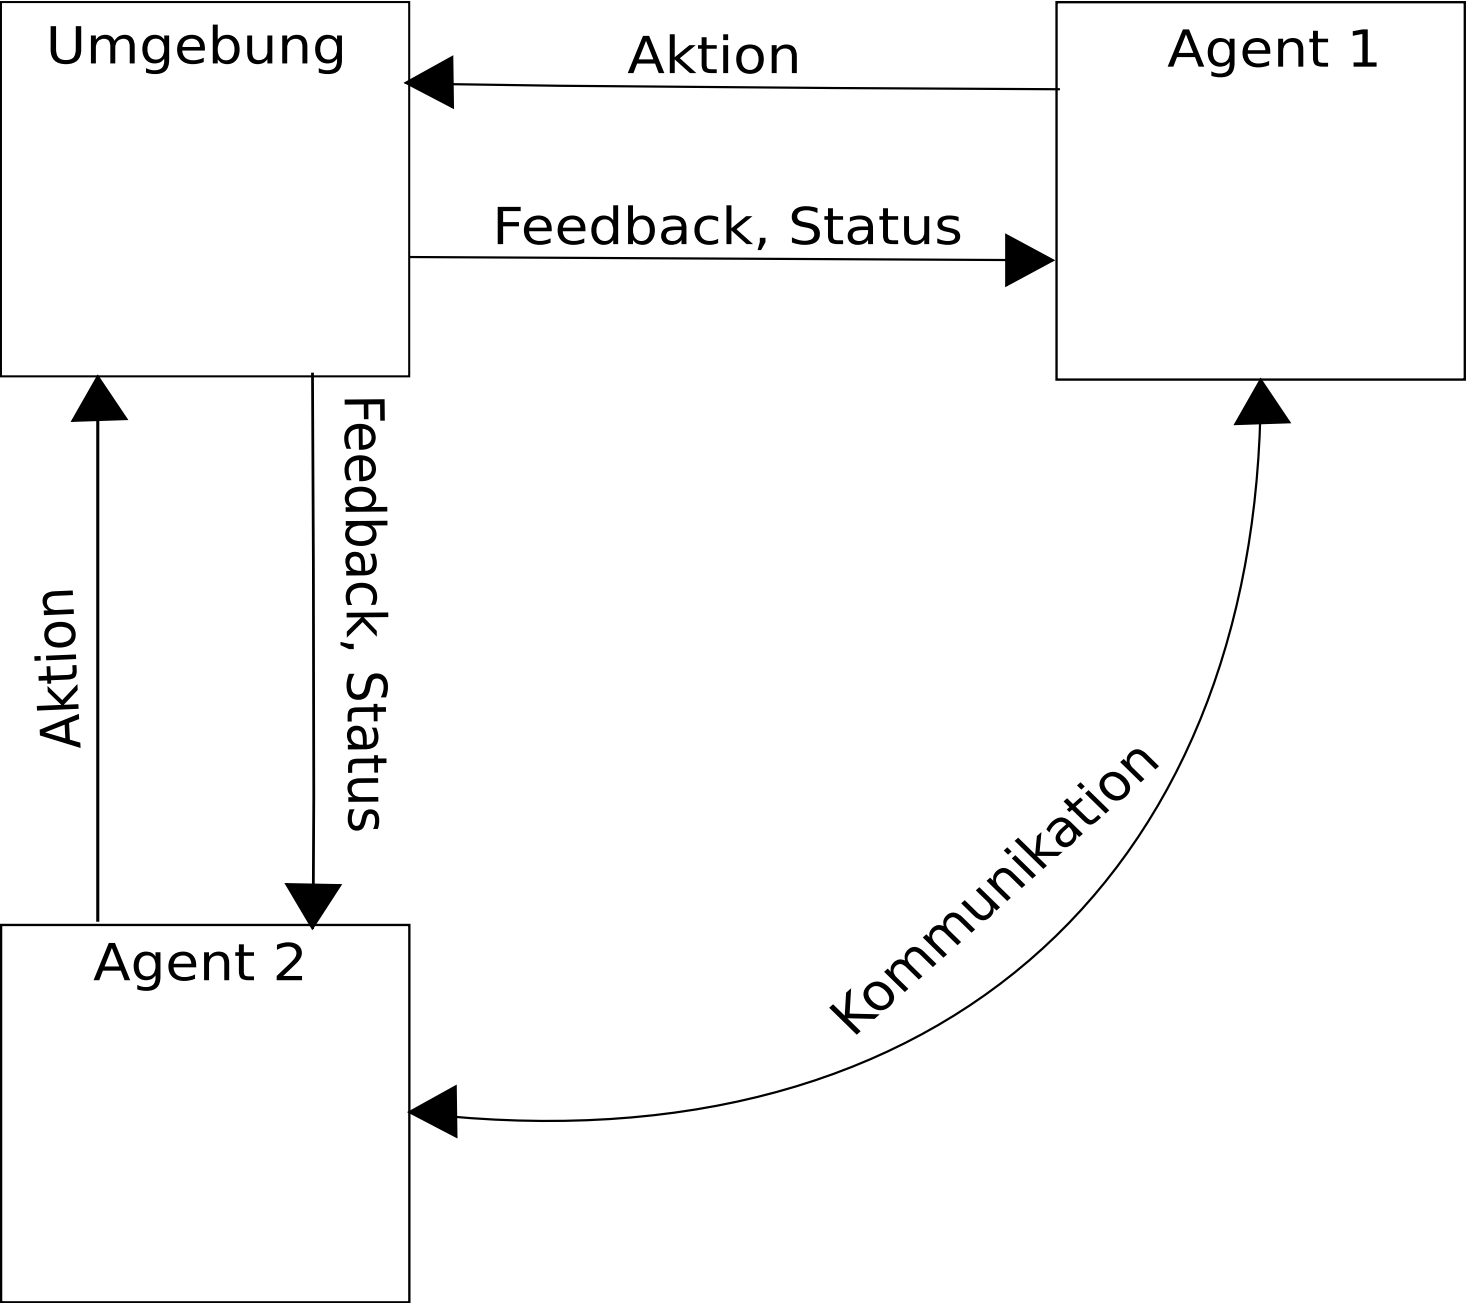 Umgebung
Aktion
Agent 1
Feedback, Status
Aktion
Feedback, Status
Kommunikation
Agent 2